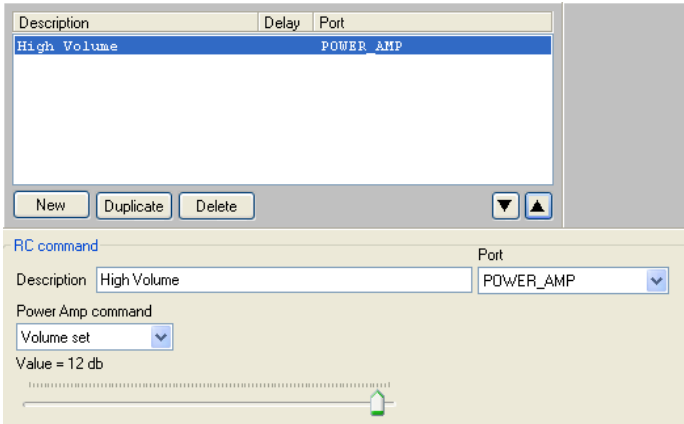 Description Delay Port
High Volume POWER_AMP
New Duplicate Delete
RC command
Port
Description High Volume POWER_AMP
Power Amp command
Volume set
Value = 12 db